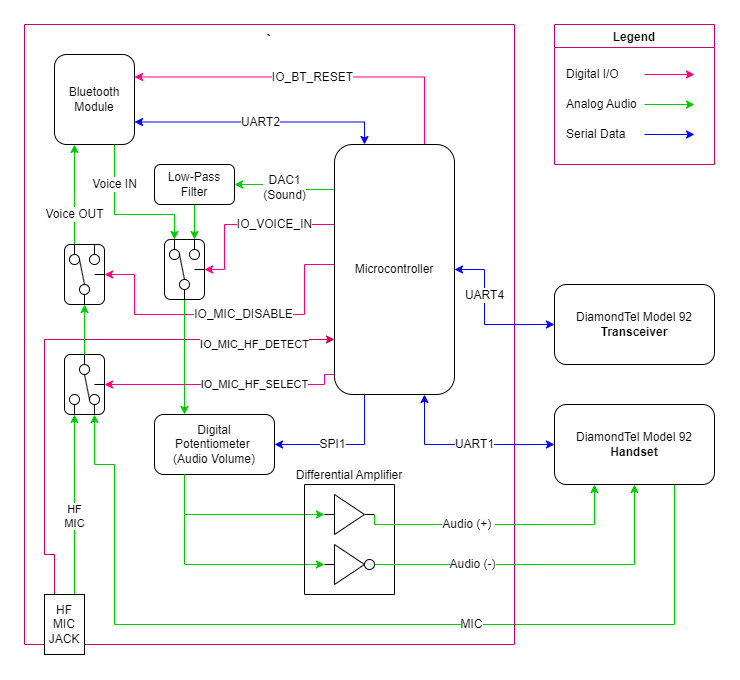 Legend
Digital I/O
Analog Audio
Serial Data
`
Bluetooth
Module
IO_BT_RESET
UART2
Voice IN
Low-Pass
Filter
DAC1
(Sound)
Voice OUT
IO_VOICE_IN
Microcontroller
UART4
DiamondTel Model 92
Transceiver
IO_MIC_DISABLE
IO_MIC_HF_DETECT
IO_MIC_HF_SELECT
Digital
Potentiometer
(Audio Volume)
SPI1
UART1
DiamondTel Model 92
Handset
Differential Amplifier
HF
MIC
Audio (+)
Audio (-)
HF
MIC
JACK
MIC